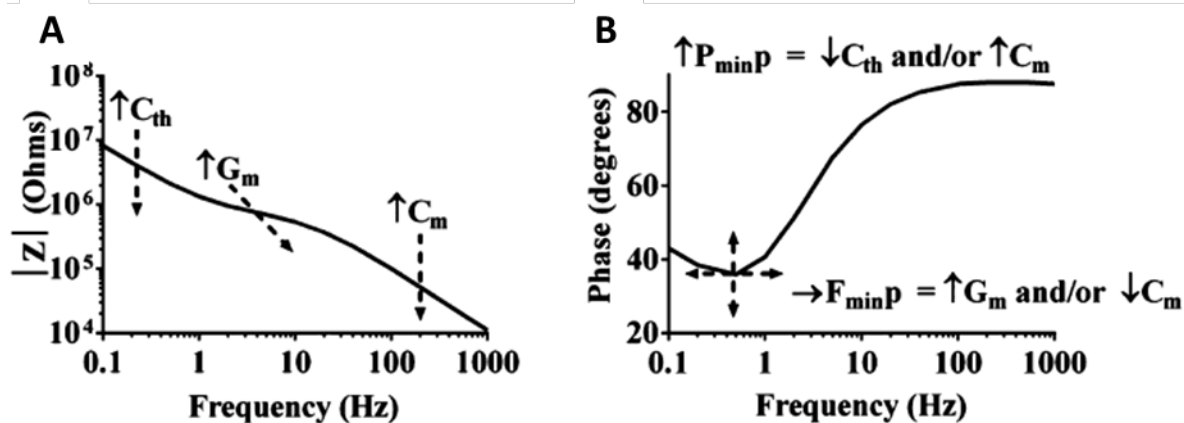 A
10⁸
10⁷
10⁶
10⁵
10⁴
|Z| (Ohms)
↑Cth
↑Gm
↑Cm
0.1 1 10 100 1000
Frequency (Hz)
B
↑Pminp = ↓Cth and/or ↑Cm
80
60
40
20
Phase (degrees)
→Fminp = ↑Gm and/or ↓Cm
0.1 1 10 100 1000
Frequency (Hz)